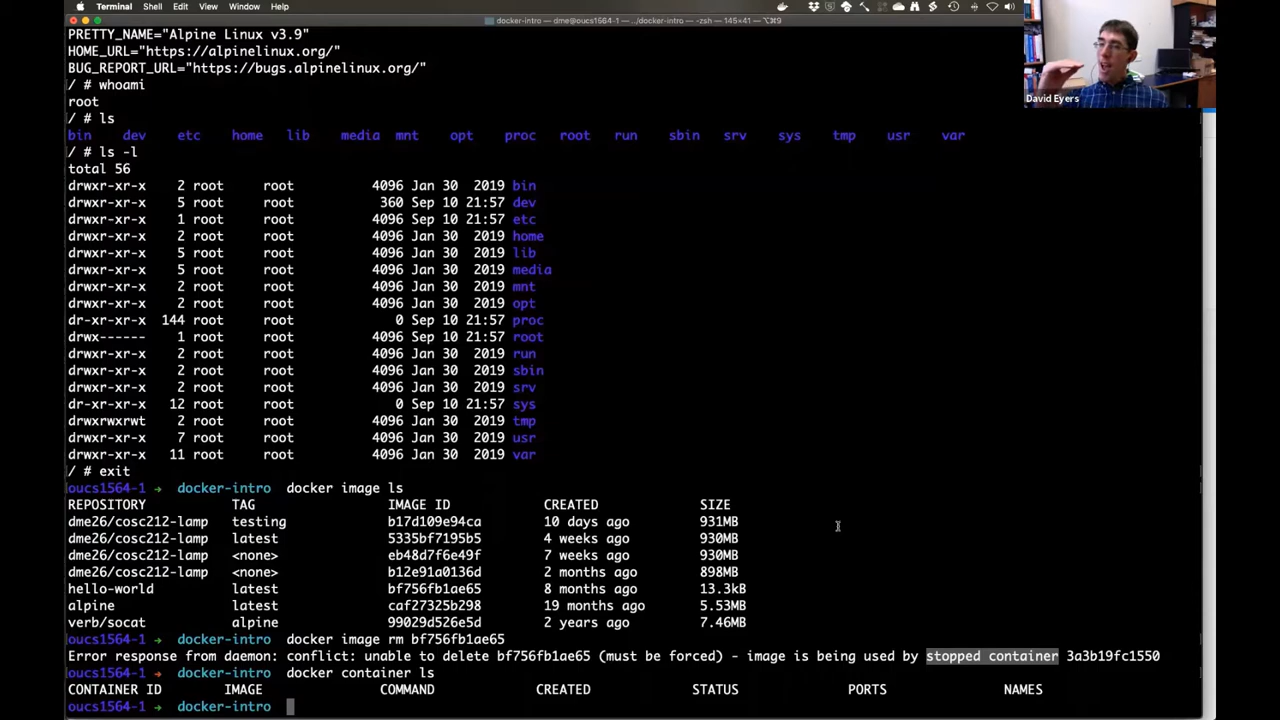 Terminal Shell Edit View Window Help
docker-intro — dme@oucs1664-1 — ../docker-intro — -zsh — 145×41
PRETTY_NAME="Alpine Linux v3.9"
HOME_URL="https://alpinelinux.org/"
BUG_REPORT_URL="https://bugs.alpinelinux.org/"
/ # whoami
root
/ # ls
bin dev etc home lib media mnt opt proc root run sbin srv sys tmp usr var
/ # ls -l
total 56
drwxr-xr-x 2 root root 4096 Jan 30 2019 bin
drwxr-xr-x 5 root root 360 Sep 10 21:57 dev
drwxr-xr-x 1 root root 4096 Sep 10 21:57 etc
drwxr-xr-x 2 root root 4096 Jan 30 2019 home
drwxr-xr-x 5 root root 4096 Jan 30 2019 lib
drwxr-xr-x 5 root root 4096 Jan 30 2019 media
drwxr-xr-x 2 root root 4096 Jan 30 2019 mnt
drwxr-xr-x 2 root root 4096 Jan 30 2019 opt
dr-xr-xr-x 144 root root 0 Sep 10 21:57 proc
drwx------ 1 root root 4096 Sep 10 21:57 root
drwxr-xr-x 2 root root 4096 Jan 30 2019 run
drwxr-xr-x 2 root root 4096 Jan 30 2019 sbin
drwxr-xr-x 2 root root 4096 Jan 30 2019 srv
dr-xr-xr-x 12 root root 0 Sep 10 21:57 sys
drwxrwxrwt 2 root root 4096 Jan 30 2019 tmp
drwxr-xr-x 7 root root 4096 Jan 30 2019 usr
drwxr-xr-x 11 root root 4096 Jan 30 2019 var
/ # exit
oucs1564-1 → docker-intro docker image ls
REPOSITORY TAG IMAGE ID CREATED SIZE
dme26/cosc212-lamp testing b17d109e94ca 10 days ago 931MB
dme26/cosc212-lamp latest 5335bf7195b5 4 weeks ago 930MB
dme26/cosc212-lamp <none> eb48d7f6e49f 7 weeks ago 930MB
dme26/cosc212-lamp <none> b12e91a0136d 2 months ago 898MB
hello-world latest bf756fb1ae65 8 months ago 13.3kB
alpine latest caf27325b298 19 months ago 5.53MB
verb/socat alpine 99029d526e5d 2 years ago 7.46MB
oucs1564-1 → docker-intro docker image rm bf756fb1ae65
Error response from daemon: conflict: unable to delete bf756fb1ae65 (must be forced) - image is being used by stopped container 3a3b19fc1550
oucs1564-1 → docker-intro docker container ls
CONTAINER ID IMAGE COMMAND CREATED STATUS PORTS NAMES
oucs1564-1 → docker-intro
David Eyers